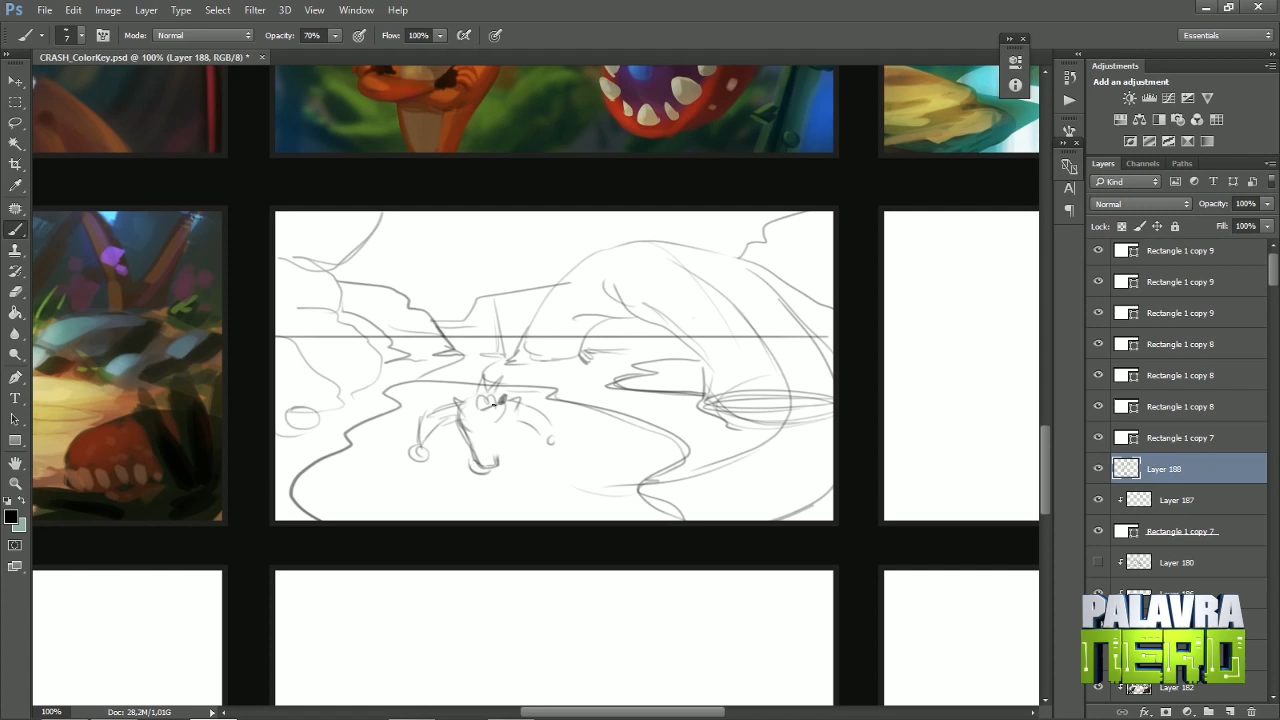 Ps File Edit Image Layer Type Select Filter 3D View Window Help
7 Mode: Normal Opacity: 70% Flow: 100% Essentials
CRASH_ColorKey.psd @ 100% (Layer 188, RGB/8) *
Adjustments
Add an adjustment
Layers Channels Paths
Kind
Normal Opacity: 100%
Lock: Fill: 100%
Rectangle 1 copy 9
Rectangle 1 copy 9
Rectangle 1 copy 9
Rectangle 1 copy 8
Rectangle 1 copy 8
Rectangle 1 copy 8
Rectangle 1 copy 7
Layer 188
Layer 187
Rectangle 1 copy 7
Layer 180
Layer 182
PALAVRA
NERD
100% Doc: 28,2M/1,01G